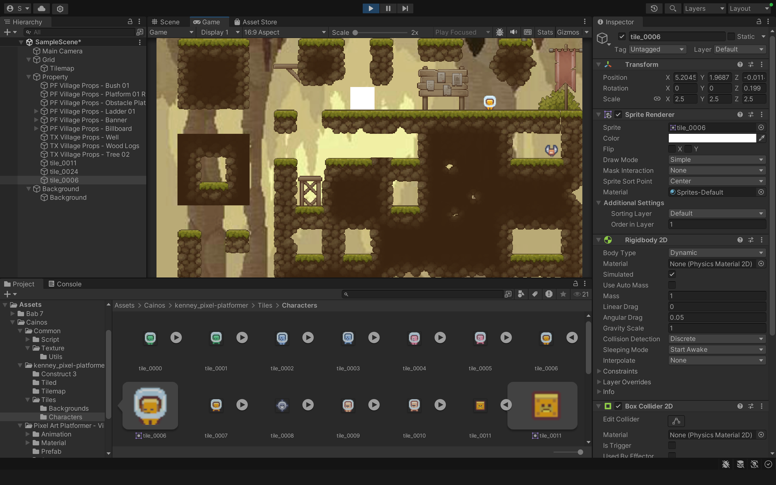 S
Layers
Layout
Hierarchy
All
SampleScene*
Main Camera
Grid
Tilemap
Property
PF Village Props - Bush 01
PF Village Props - Platform 01 R
PF Village Props - Obstacle Plat
PF Village Props - Ladder 01
PF Village Props - Banner
PF Village Props - Billboard
TX Village Props - Well
TX Village Props - Wood Logs
TX Village Props - Tree 02
tile_0011
tile_0024
tile_0006
Background
Background
Scene
Game
Asset Store
Game
Display 1
16:9 Aspect
Scale
2x
Play Focused
Stats
Gizmos
Inspector
tile_0006
Static
Tag
Untagged
Layer
Default
Transform
Position
X
5.2045
Y
1.9687
Z
-0.011
Rotation
X
0
Y
0
Z
0.199
Scale
X
2.5
Y
2.5
Z
2.5
Sprite Renderer
Sprite
tile_0006
Color
Flip
X
Y
Draw Mode
Simple
Mask Interaction
None
Sprite Sort Point
Center
Material
Sprites-Default
Additional Settings
Sorting Layer
Default
Order in Layer
1
Rigidbody 2D
Body Type
Dynamic
Material
None (Physics Material 2D)
Simulated
Use Auto Mass
Mass
1
Linear Drag
0
Angular Drag
0.05
Gravity Scale
1
Collision Detection
Discrete
Sleeping Mode
Start Awake
Interpolate
None
Constraints
Layer Overrides
Info
Box Collider 2D
Edit Collider
Material
None (Physics Material 2D)
Is Trigger
Used By Effector
Project
Console
21
Assets
Bab 7
Cainos
Common
Script
Texture
Utils
kenney_pixel-platforme
Construct 3
Tiled
Tilemap
Tiles
Backgrounds
Characters
Pixel Art Platformer - Vi
Animation
Material
Prefab
Assets > Cainos > kenney_pixel-platformer > Tiles > Characters
tile_0000
tile_0001
tile_0002
tile_0003
tile_0004
tile_0005
tile_0006
tile_0006
tile_0007
tile_0008
tile_0009
tile_0010
tile_0011
tile_0011